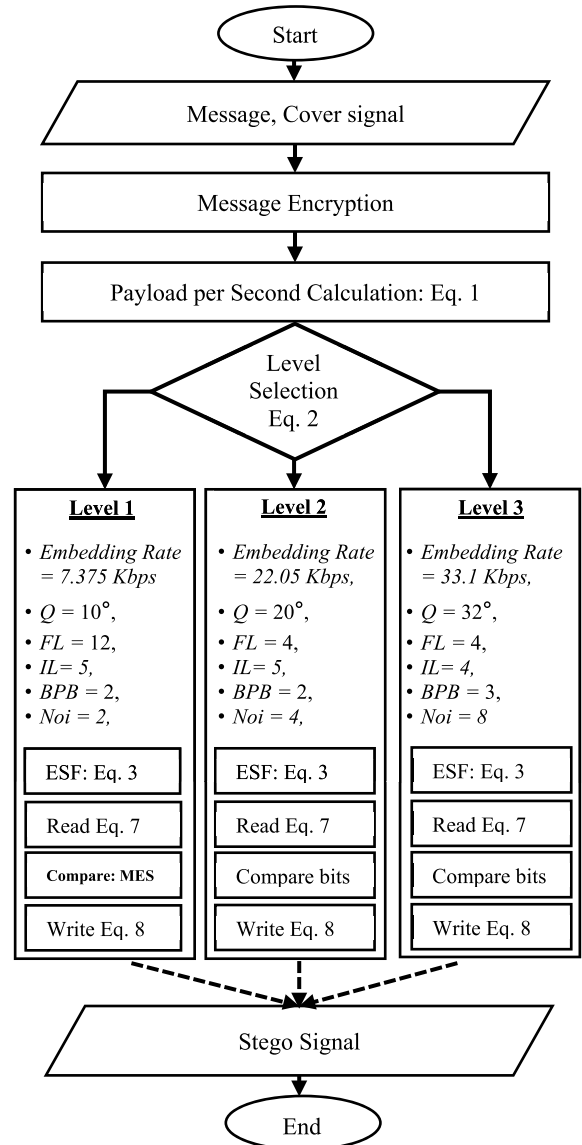 Start
Message, Cover signal
Message Encryption
Payload per Second Calculation: Eq. 1
Level
Selection
Eq. 2
Level 1
• Embedding Rate
= 7.375 Kbps
• Q = 10°,
• FL = 12,
• IL= 5,
• BPB = 2,
• Noi = 2,
ESF: Eq. 3
Read Eq. 7
Compare: MES
Write Eq. 8
Level 2
• Embedding Rate
= 22.05 Kbps,
• Q = 20°,
• FL = 4,
• IL= 5,
• BPB = 2,
• Noi = 4,
ESF: Eq. 3
Read Eq. 7
Compare bits
Write Eq. 8
Level 3
• Embedding Rate
= 33.1 Kbps,
• Q = 32°,
• FL = 4,
• IL= 4,
• BPB = 3,
• Noi = 8
ESF: Eq. 3
Read Eq. 7
Compare bits
Write Eq. 8
Stego Signal
End